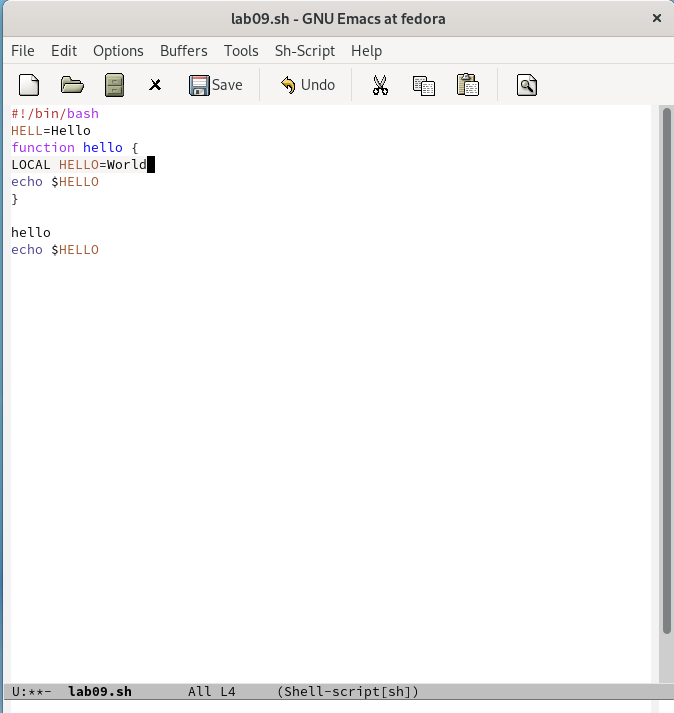 lab09.sh - GNU Emacs at fedora
File Edit Options Buffers Tools Sh-Script Help
Save Undo
#!/bin/bash
HELL=Hello
function hello {
LOCAL HELLO=World
echo $HELLO
}
hello
echo $HELLO
U:**- lab09.sh All L4 (Shell-script[sh])